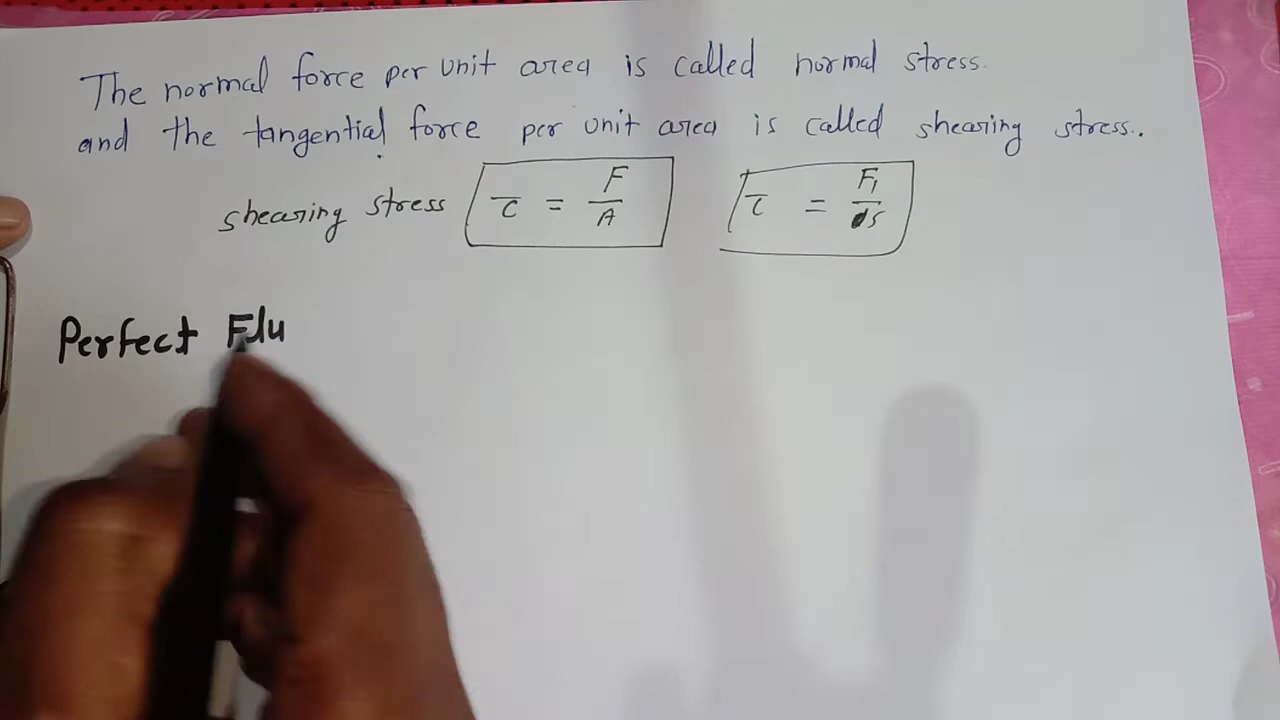 The normal force per unit area is called normal stress.
and the tangential force per unit area is called shearing stress..
shearing stress τ = F/A τ = F₁/ds
Perfect Flu